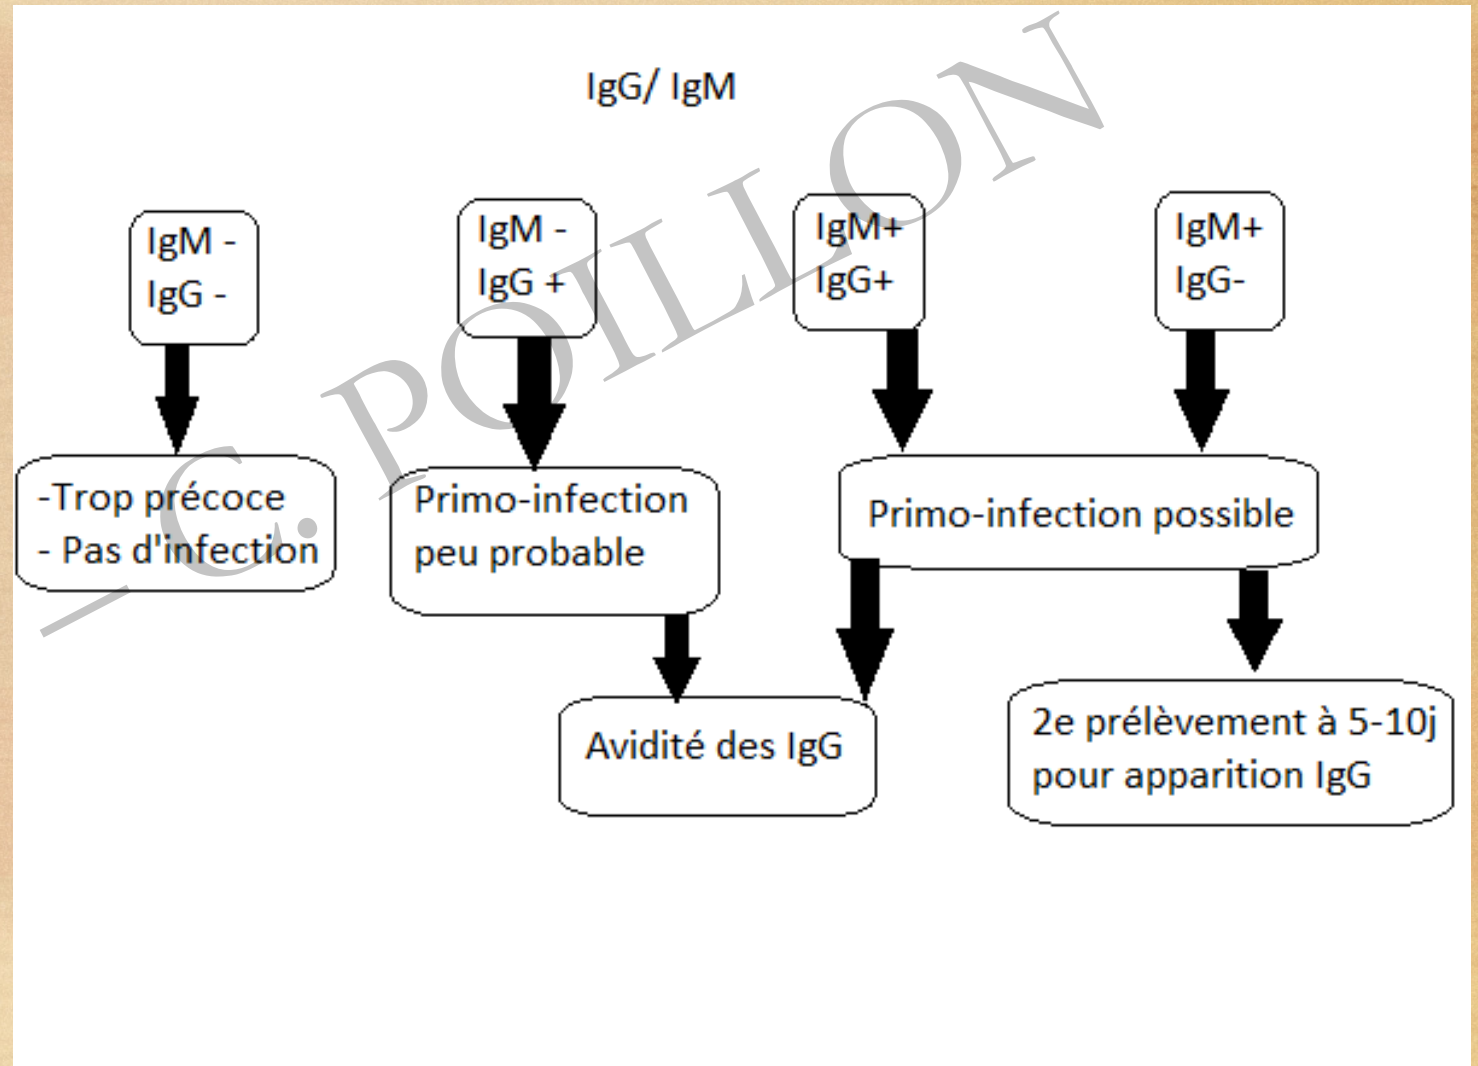 IgG/ IgM
IgM -
IgG -
IgM -
IgG +
IgM+
IgG+
IgM+
IgG-
-Trop précoce
- Pas d'infection
Primo-infection
peu probable
Primo-infection possible
Avidité des IgG
2e prélèvement à 5-10j
pour apparition IgG
– C. POILLON